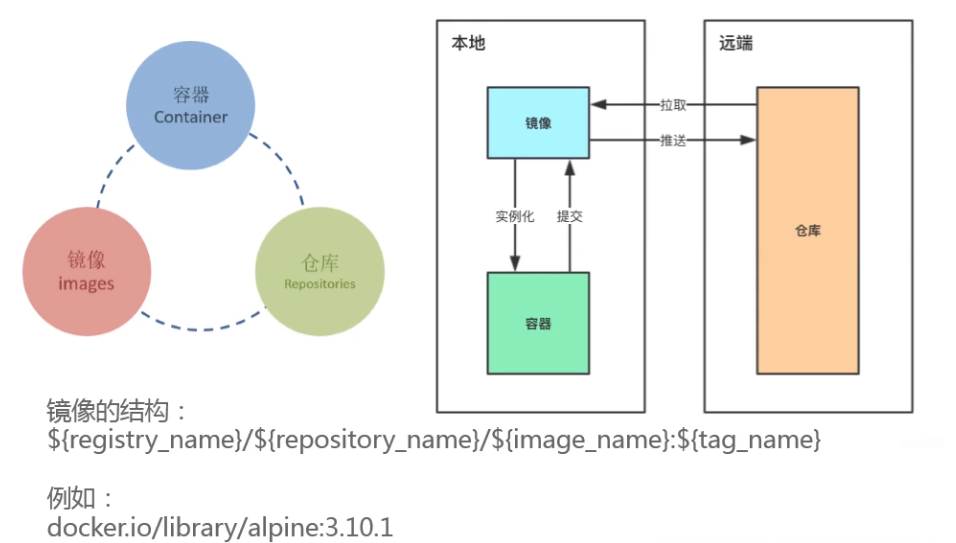 容器
Container
镜像
images
仓库
Repositories
本地
远端
镜像
拉取
推送
实例化
提交
仓库
容器
镜像的结构：
${registry_name}/${repository_name}/${image_name}:${tag_name}
例如：
docker.io/library/alpine:3.10.1